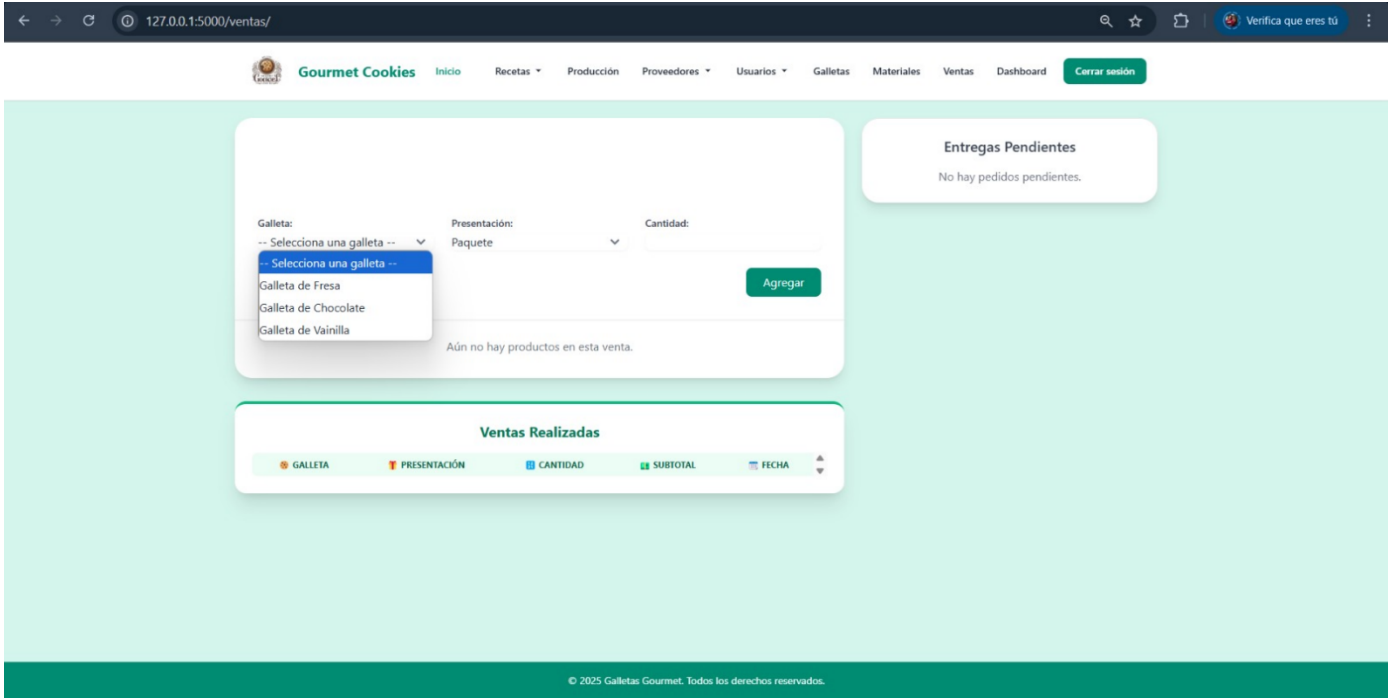 127.0.0.1:5000/ventas/
Verifica que eres tú
Gourmet Cookies Inicio Recetas Producción Proveedores Usuarios Galletas Materiales Ventas Dashboard Cerrar sesión
Galleta: Presentación: Cantidad:
-- Selecciona una galleta -- Paquete
-- Selecciona una galleta --
Galleta de Fresa
Galleta de Chocolate
Galleta de Vainilla
Agregar
Aún no hay productos en esta venta.
Entregas Pendientes
No hay pedidos pendientes.
Ventas Realizadas
GALLETA PRESENTACIÓN CANTIDAD SUBTOTAL FECHA
© 2025 Galletas Gourmet. Todos los derechos reservados.